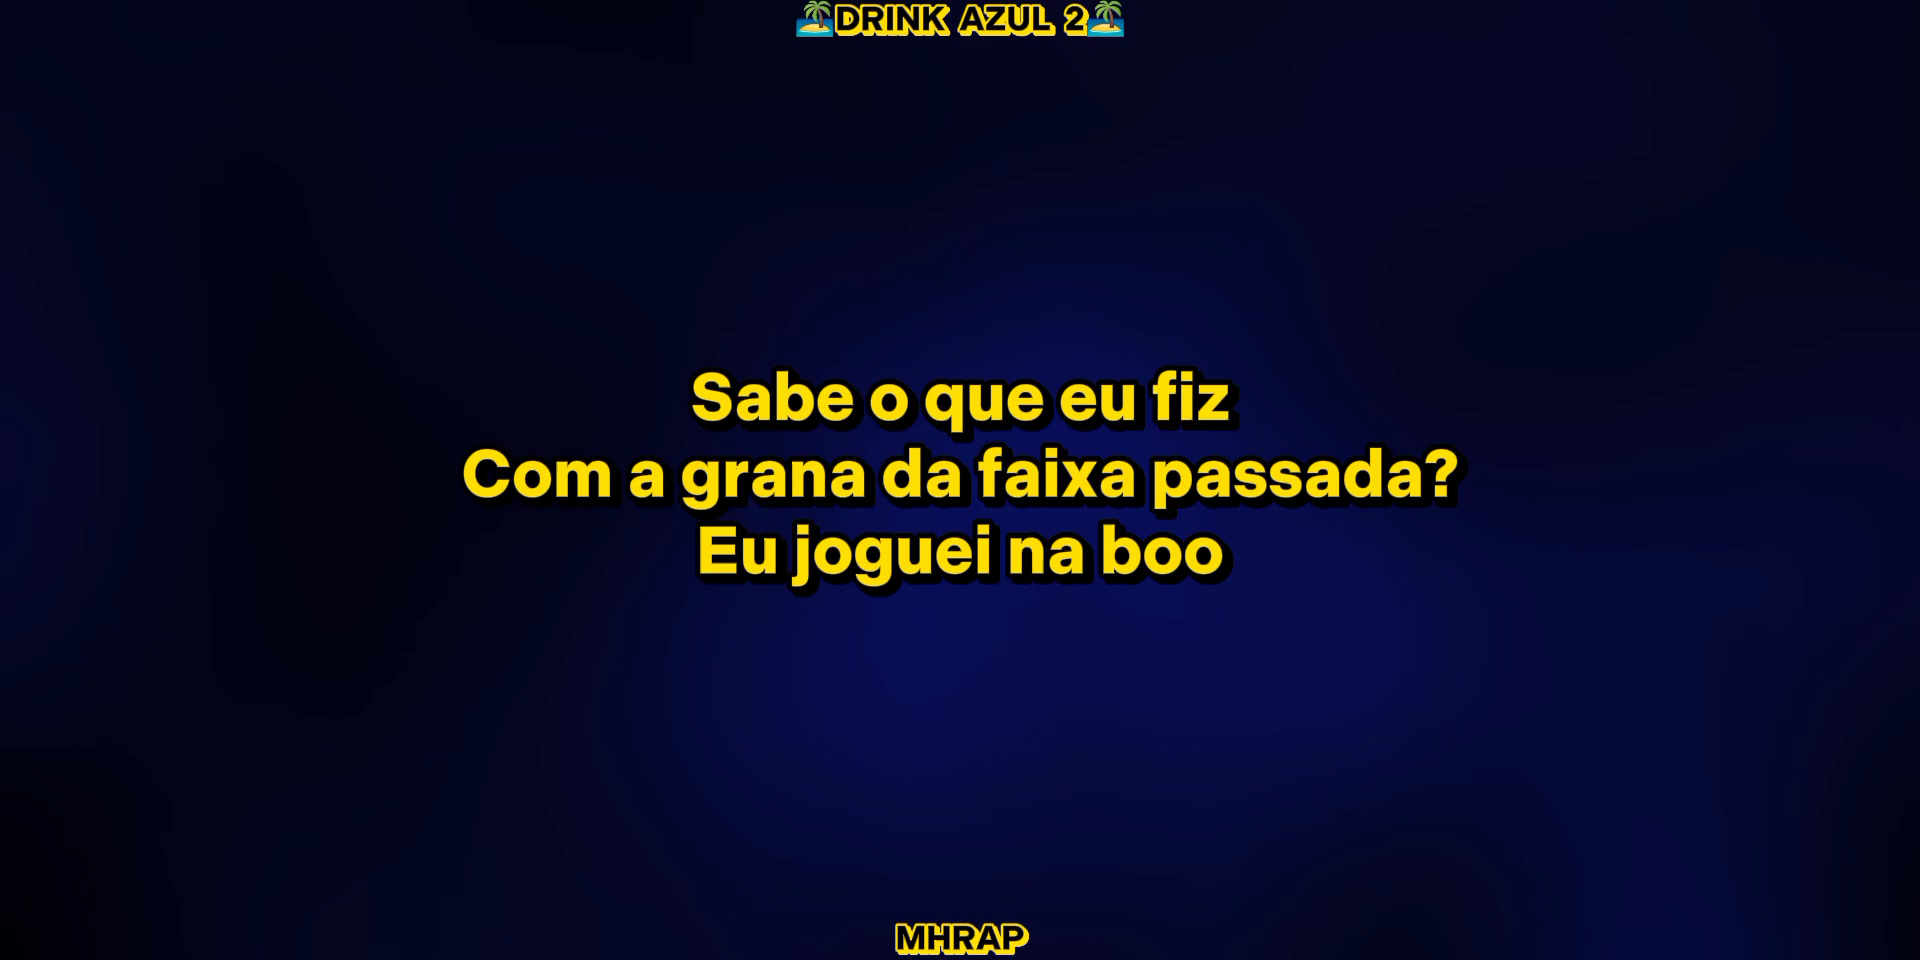 🏝️DRINK AZUL 2🏝️
Sabe o que eu fiz
Com a grana da faixa passada?
Eu joguei na boo
MHRAP